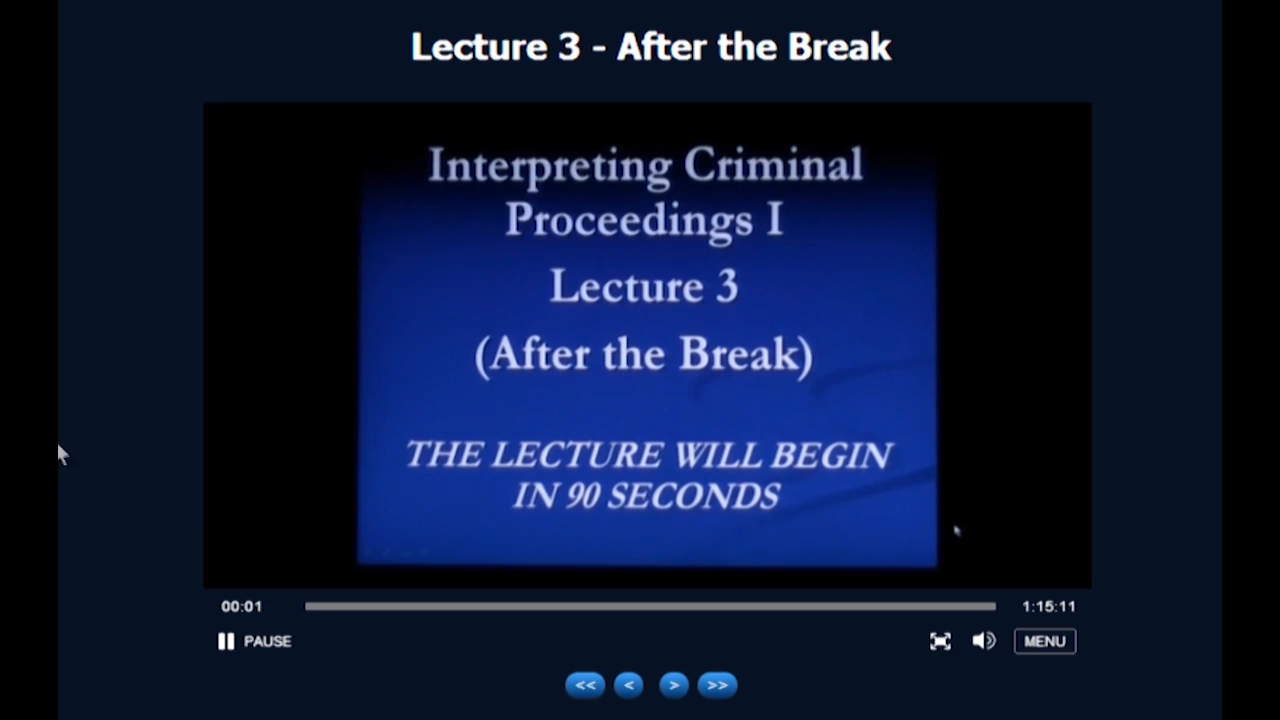 Lecture 3 - After the Break
Interpreting Criminal
Proceedings I
Lecture 3
(After the Break)
THE LECTURE WILL BEGIN
IN 90 SECONDS
00:01
1:15:11
PAUSE
MENU
<< < > >>